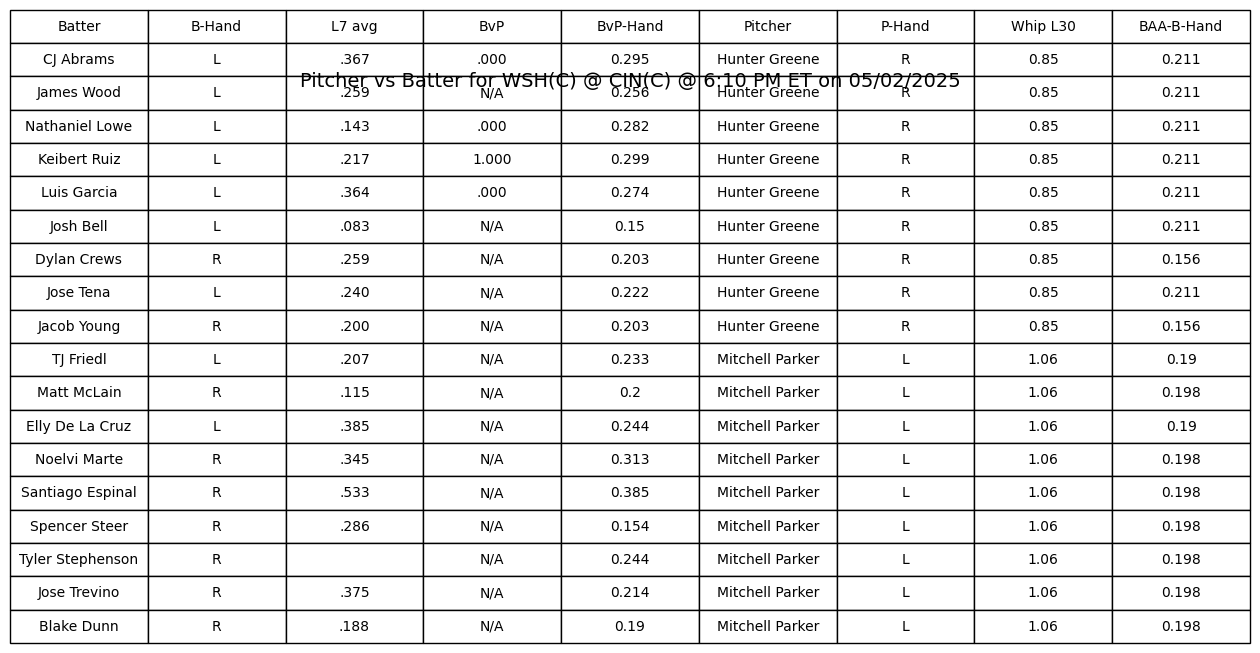 Batter B-Hand L7 avg BvP BvP-Hand Pitcher P-Hand Whip L30 BAA-B-Hand
CJ Abrams L .367 .000 0.295 Hunter Greene R 0.85 0.211
Pitcher vs Batter for WSH(C) @ CIN(C) @ 6:10 PM ET on 05/02/2025
James Wood L .259 N/A 0.256 Hunter Greene R 0.85 0.211
Nathaniel Lowe L .143 .000 0.282 Hunter Greene R 0.85 0.211
Keibert Ruiz L .217 1.000 0.299 Hunter Greene R 0.85 0.211
Luis Garcia L .364 .000 0.274 Hunter Greene R 0.85 0.211
Josh Bell L .083 N/A 0.15 Hunter Greene R 0.85 0.211
Dylan Crews R .259 N/A 0.203 Hunter Greene R 0.85 0.156
Jose Tena L .240 N/A 0.222 Hunter Greene R 0.85 0.211
Jacob Young R .200 N/A 0.203 Hunter Greene R 0.85 0.156
TJ Friedl L .207 N/A 0.233 Mitchell Parker L 1.06 0.19
Matt McLain R .115 N/A 0.2 Mitchell Parker L 1.06 0.198
Elly De La Cruz L .385 N/A 0.244 Mitchell Parker L 1.06 0.19
Noelvi Marte R .345 N/A 0.313 Mitchell Parker L 1.06 0.198
Santiago Espinal R .533 N/A 0.385 Mitchell Parker L 1.06 0.198
Spencer Steer R .286 N/A 0.154 Mitchell Parker L 1.06 0.198
Tyler Stephenson R N/A 0.244 Mitchell Parker L 1.06 0.198
Jose Trevino R .375 N/A 0.214 Mitchell Parker L 1.06 0.198
Blake Dunn R .188 N/A 0.19 Mitchell Parker L 1.06 0.198